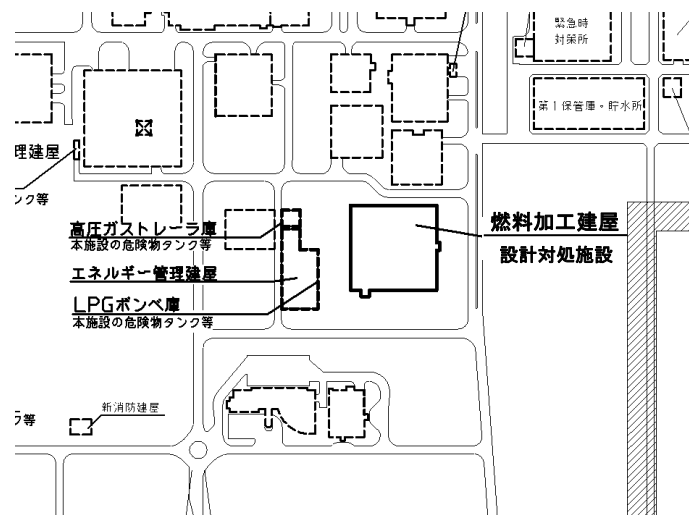 緊急時
対策所
第1保管庫・貯水所
理建屋
ンク等
高圧ガストレーラ庫
本施設の危険物タンク等
燃料加工建屋
設計対処施設
エネルギー管理建屋
LPGボンベ庫
本施設の危険物タンク等
新消防建屋
ク等